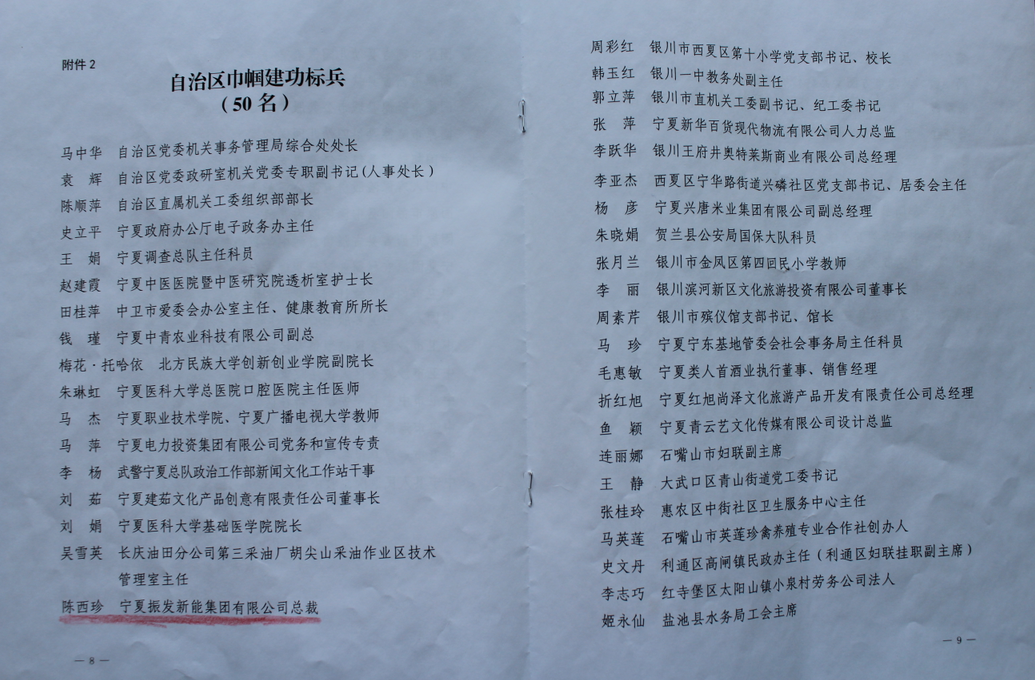 附件2
自治区巾帼建功标兵
（50名）
马中华 自治区党委机关事务管理局综合处处长
袁 辉 自治区党委政研室机关党委专职副书记(人事处长)
陈顺萍 自治区直属机关工委组织部部长
史立平 宁夏政府办公厅电子政务办主任
王 娟 宁夏调查总队主任科员
赵建霞 宁夏中医医院暨中医研究院透析室护士长
田桂萍 中卫市爱委会办公室主任、健康教育所所长
钱 瑾 宁夏中青农业科技有限公司副总
梅花·托哈依 北方民族大学创新创业学院副院长
朱琳虹 宁夏医科大学总医院口腔医院主任医师
马 杰 宁夏职业技术学院、宁夏广播电视大学教师
马 萍 宁夏电力投资集团有限公司党务和宣传专责
李 杨 武警宁夏总队政治工作部新闻文化工作站干事
刘 茹 宁夏建茹文化产品创意有限责任公司董事长
刘 娟 宁夏医科大学基础医学院院长
吴雪英 长庆油田分公司第三采油厂胡尖山采油作业区技术
管理室主任
陈西珍 宁夏振发新能集团有限公司总裁
— 8 —
周彩红 银川市西夏区第十小学党支部书记、校长
韩玉红 银川一中教务处副主任
郭立萍 银川市直机关工委副书记、纪工委书记
张 萍 宁夏新华百货现代物流有限公司人力总监
李跃华 银川王府井奥特莱斯商业有限公司总经理
李亚杰 西夏区宁华路街道兴磷社区党支部书记、居委会主任
杨 彦 宁夏兴唐米业集团有限公司副总经理
朱晓娟 贺兰县公安局国保大队科员
张月兰 银川市金凤区第四回民小学教师
李 丽 银川滨河新区文化旅游投资有限公司董事长
周素芹 银川市殡仪馆支部书记、馆长
马 珍 宁夏宁东基地管委会社会事务局主任科员
毛惠敏 宁夏类人首酒业执行董事、销售经理
折红旭 宁夏红旭尚泽文化旅游产品开发有限责任公司总经理
鱼 颖 宁夏青云艺文化传媒有限公司设计总监
连丽娜 石嘴山市妇联副主席
王 静 大武口区青山街道党工委书记
张桂玲 惠农区中街社区卫生服务中心主任
马英莲 石嘴山市英莲珍禽养殖专业合作社创办人
史文丹 利通区高闸镇民政办主任（利通区妇联挂职副主席）
李志巧 红寺堡区太阳山镇小泉村劳务公司法人
姬永仙 盐池县水务局工会主席
— 9 —